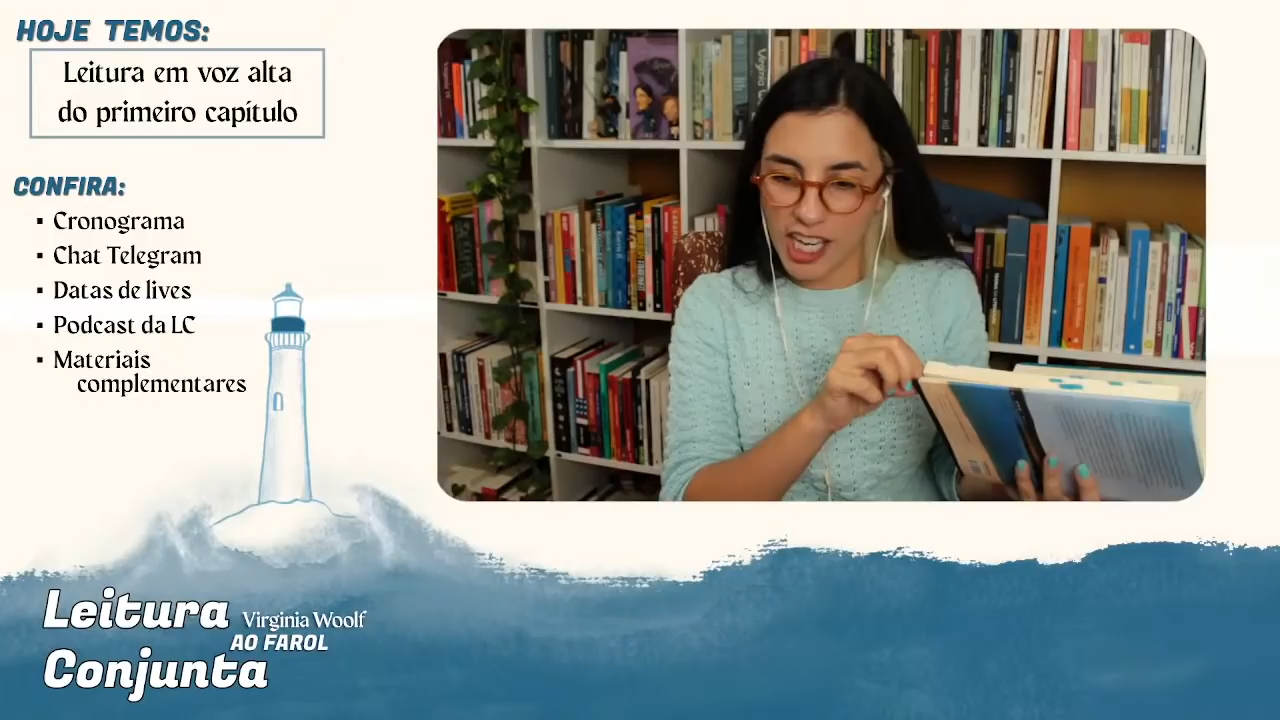 HOJE TEMOS:
Leitura em voz alta
do primeiro capítulo
CONFIRA:
▪ Cronograma
▪ Chat Telegram
▪ Datas de lives
▪ Podcast da LC
▪ Materiais
complementares
Leitura
Virginia Woolf
AO FAROL
Conjunta